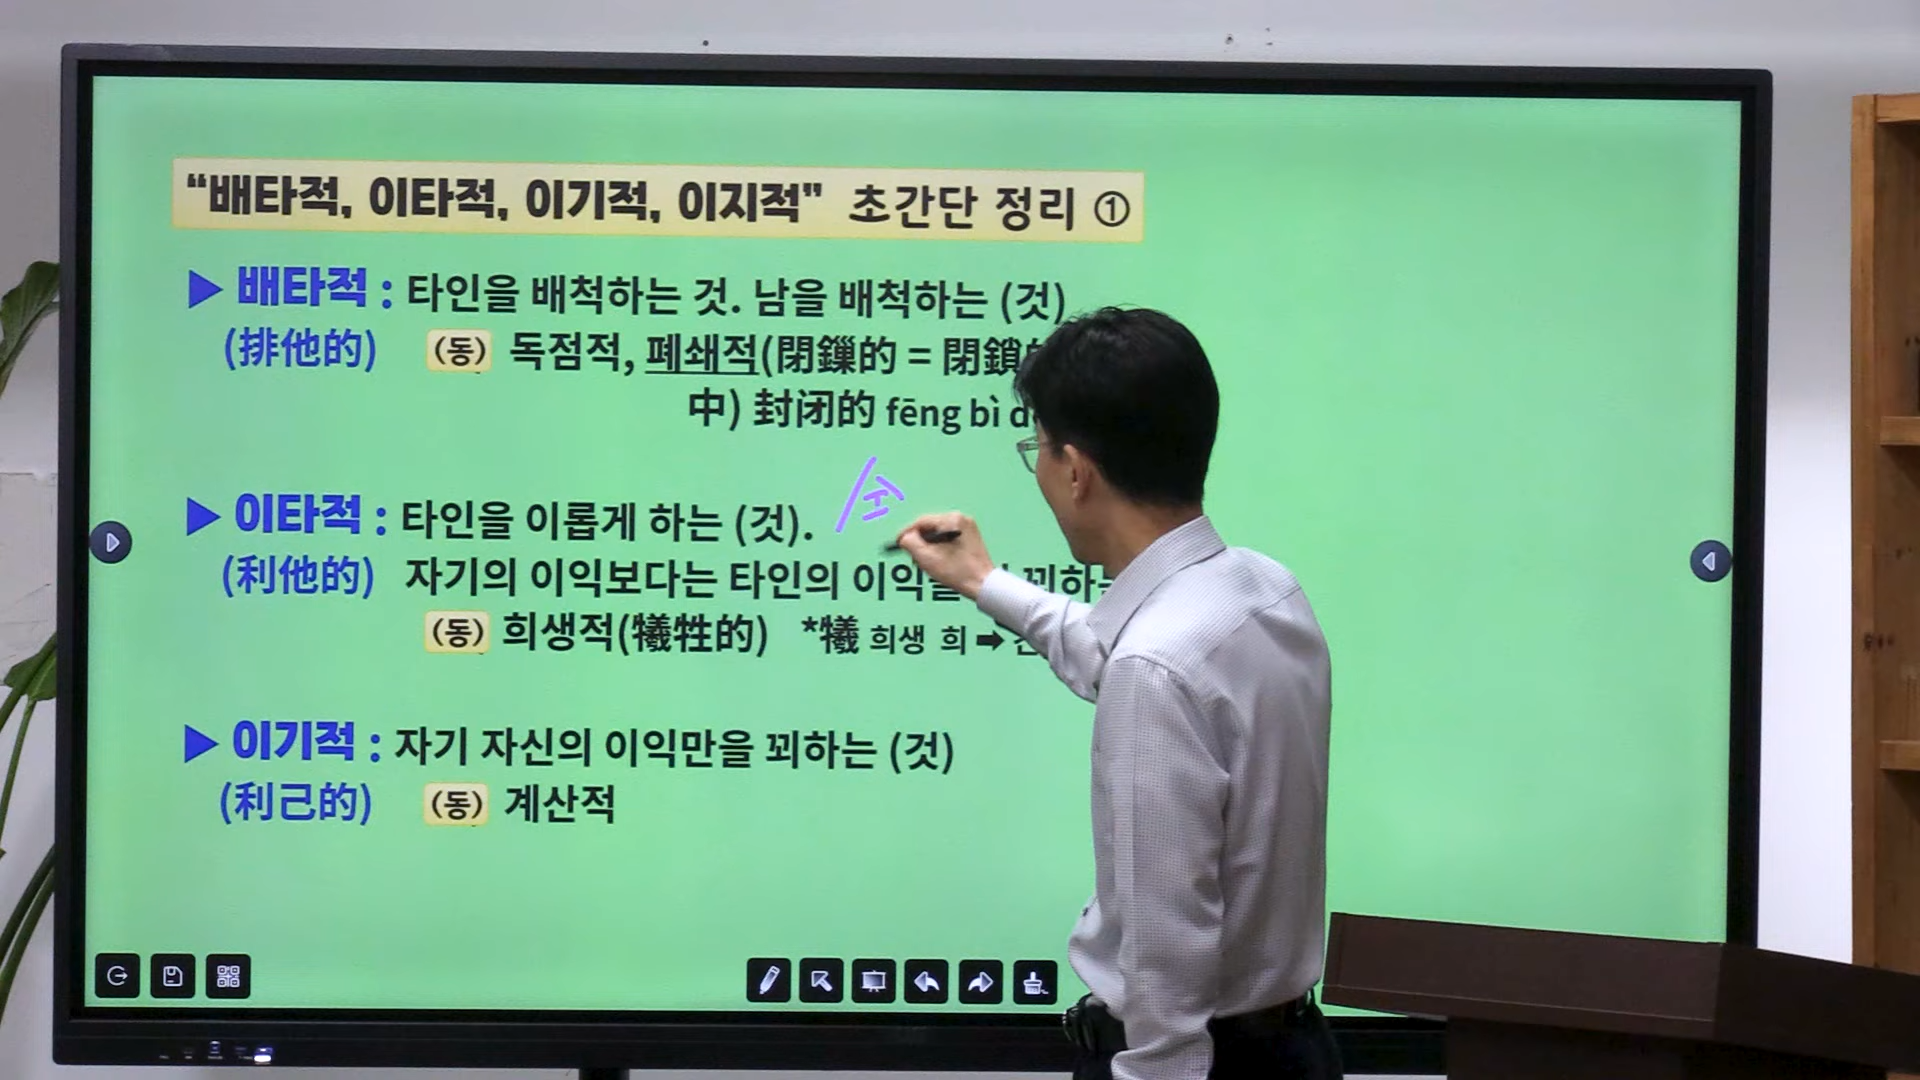 “배타적, 이타적, 이기적, 이지적” 초간단 정리 ①
▶ 배타적 : 타인을 배척하는 것. 남을 배척하는 (것)
(排他的) (동) 독점적, 폐쇄적(閉鏁的 = 閉鎖
中) 封闭的 fēng bì
▶ 이타적 : 타인을 이롭게 하는 (것).
(利他的) 자기의 이익보다는 타인의 이익을 꾀하는
(동) 희생적(犧牲的) *犧 희생 희 ➡
▶ 이기적 : 자기 자신의 이익만을 꾀하는 (것)
(利己的) (동) 계산적